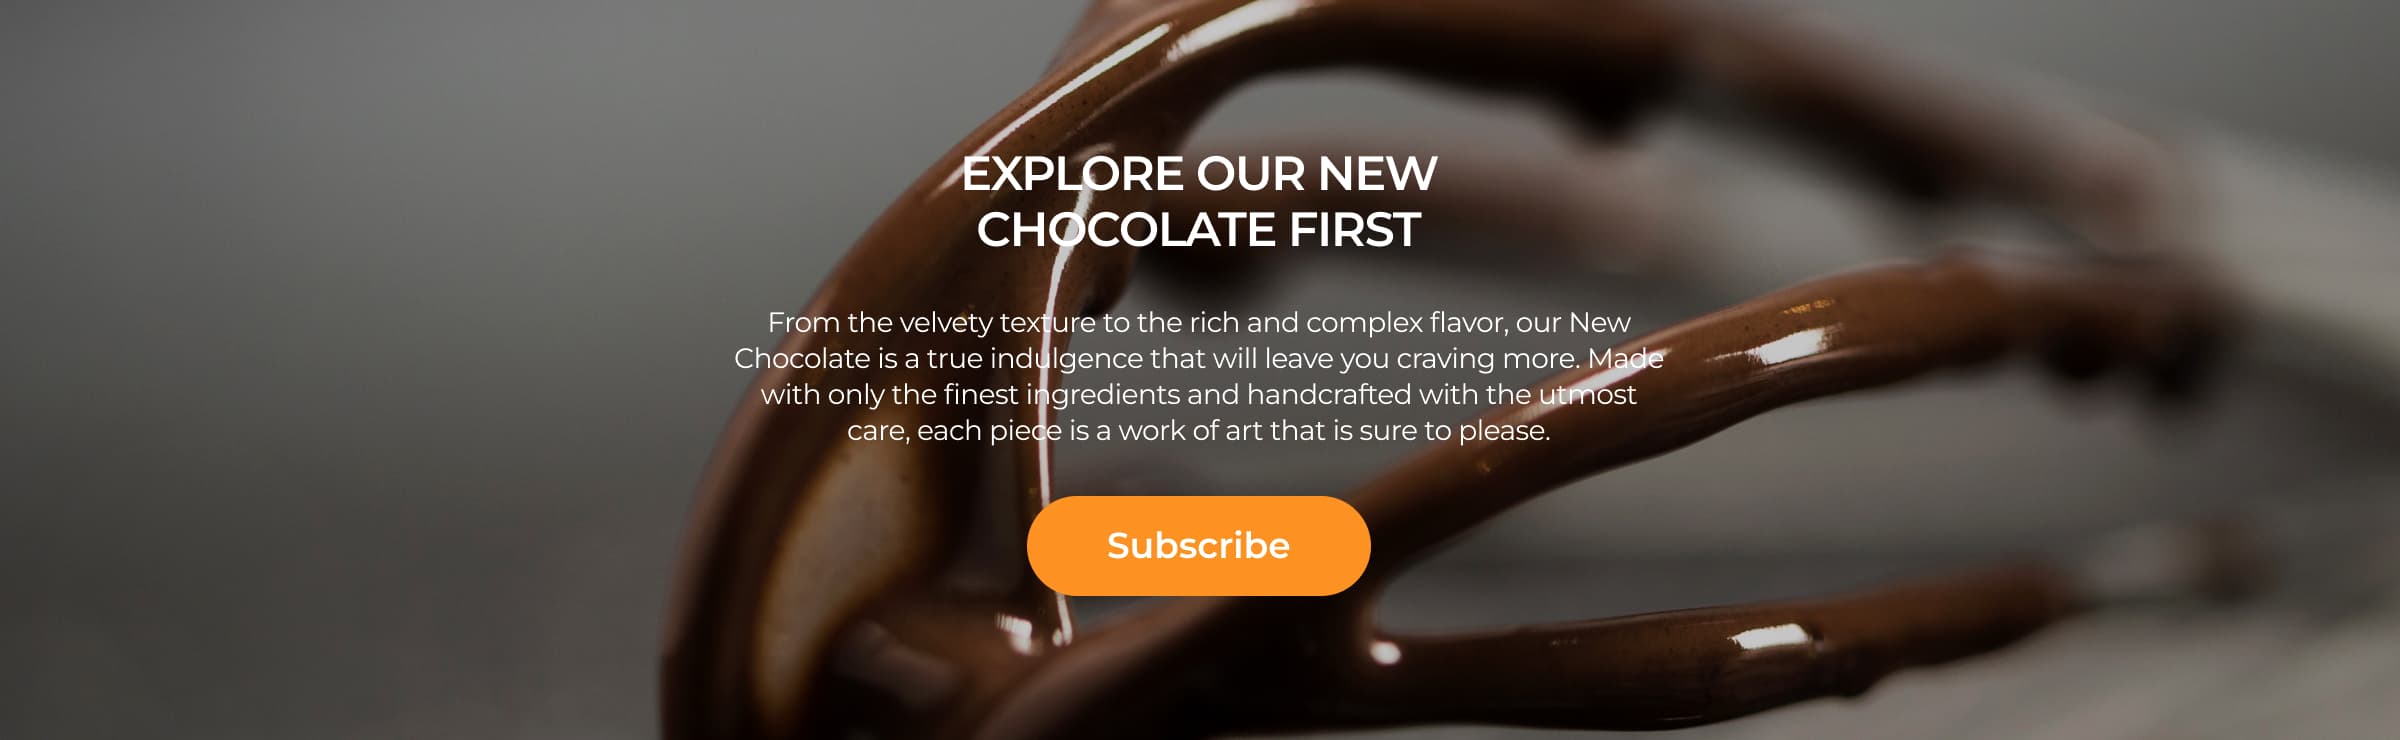 EXPLORE OUR NEW
CHOCOLATE FIRST
From the velvety texture to the rich and complex flavor, our New
Chocolate is a true indulgence that will leave you craving more. Made
with only the finest ingredients and handcrafted with the utmost
care, each piece is a work of art that is sure to please.
Subscribe